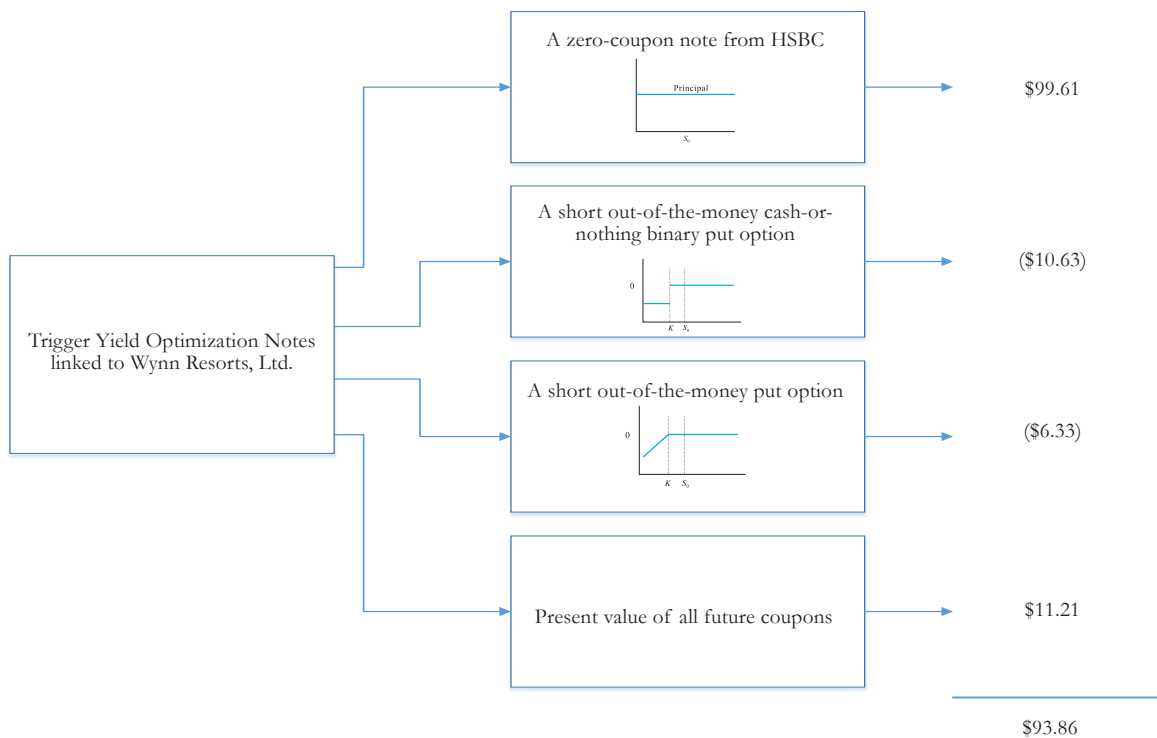 A zero-coupon note from HSBC
Principal
S₀
$99.61
A short out-of-the-money cash-or-
nothing binary put option
0
K S₀
($10.63)
Trigger Yield Optimization Notes
linked to Wynn Resorts, Ltd.
A short out-of-the-money put option
0
K S₀
($6.33)
Present value of all future coupons
$11.21
$93.86